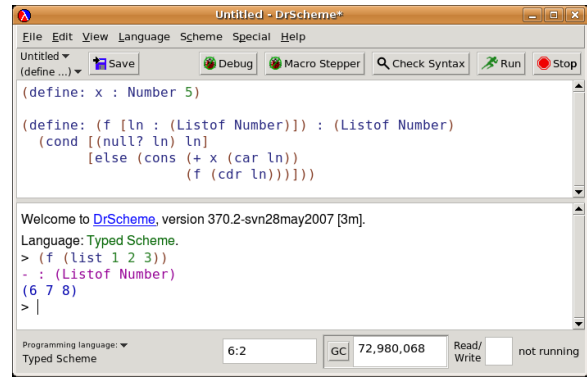 Untitled - DrScheme*
File Edit View Language Scheme Special Help
Untitled
(define ...) Save Debug Macro Stepper Check Syntax Run Stop
(define: x : Number 5)
(define: (f [ln : (Listof Number)]) : (Listof Number)
(cond [(null? ln) ln]
[else (cons (+ x (car ln))
(f (cdr ln)))]))
Welcome to DrScheme, version 370.2-svn28may2007 [3m].
Language: Typed Scheme.
> (f (list 1 2 3))
- : (Listof Number)
(6 7 8)
>
Programming language:
Typed Scheme
6:2
GC
72,980,068
Read/
Write
not running